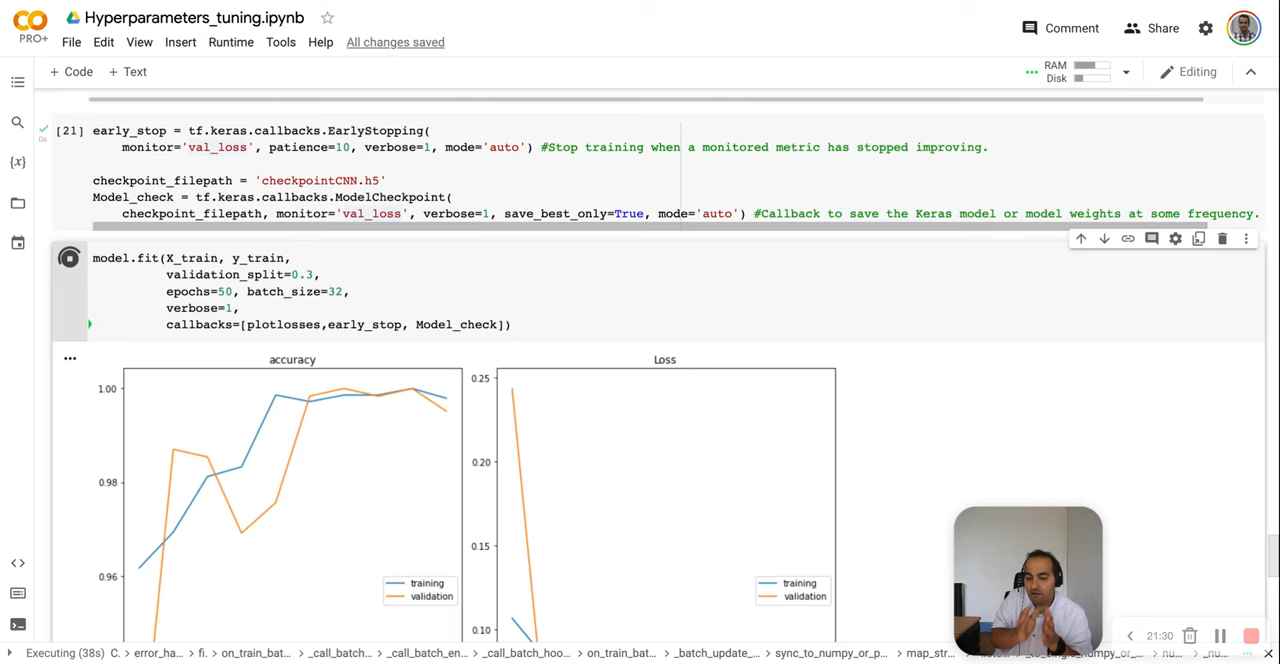 Hyperparameters_tuning.ipynb
PRO+
File Edit View Insert Runtime Tools Help All changes saved
Comment Share
+ Code + Text
RAM
Disk
Editing
[21] early_stop = tf.keras.callbacks.EarlyStopping(
monitor='val_loss', patience=10, verbose=1, mode='auto') #Stop training when a monitored metric has stopped improving.
0s
{x}
checkpoint_filepath = 'checkpointCNN.h5'
Model_check = tf.keras.callbacks.ModelCheckpoint(
checkpoint_filepath, monitor='val_loss', verbose=1, save_best_only=True, mode='auto') #Callback to save the Keras model or model weights at some frequency.
model.fit(X_train, y_train,
validation_split=0.3,
epochs=50, batch_size=32,
verbose=1,
callbacks=[plotlosses,early_stop, Model_check])
accuracy
Loss
1.00
0.98
0.96
training
validation
0.25
0.20
0.15
0.10
training
validation
21:30
Executing (38s) C... error_ha... fi... on_train_bat... _call_batch_... _call_batch_en... _call_batch_hoo... on_train_bat... _batch_update_... sync_to_numpy_or_p... map_str...